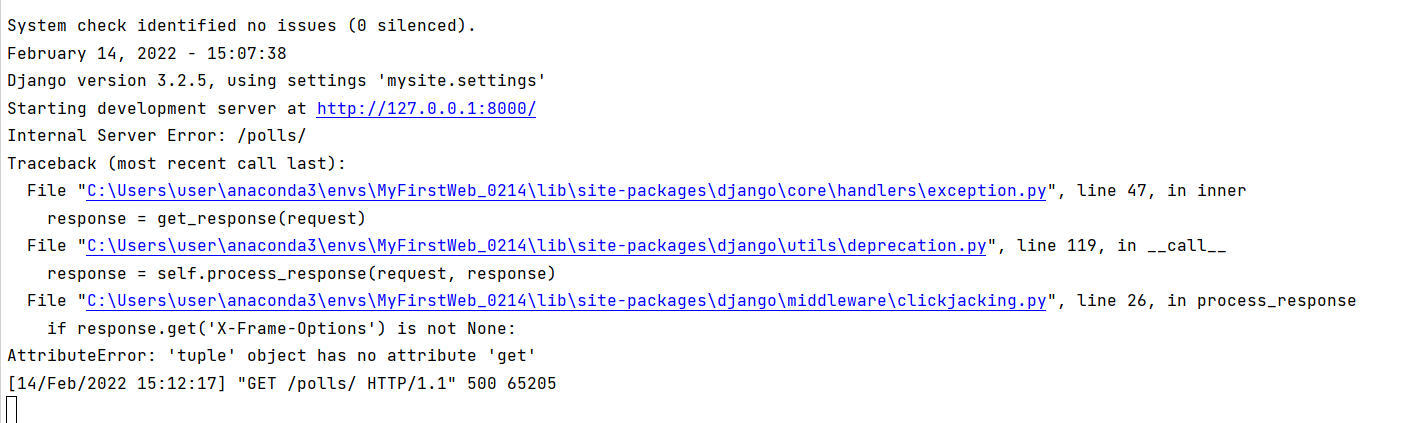 System check identified no issues (0 silenced).
February 14, 2022 - 15:07:38
Django version 3.2.5, using settings 'mysite.settings'
Starting development server at http://127.0.0.1:8000/
Internal Server Error: /polls/
Traceback (most recent call last):
  File "C:\Users\user\anaconda3\envs\MyFirstWeb_0214\lib\site-packages\django\core\handlers\exception.py", line 47, in inner
    response = get_response(request)
  File "C:\Users\user\anaconda3\envs\MyFirstWeb_0214\lib\site-packages\django\utils\deprecation.py", line 119, in __call__
    response = self.process_response(request, response)
  File "C:\Users\user\anaconda3\envs\MyFirstWeb_0214\lib\site-packages\django\middleware\clickjacking.py", line 26, in process_response
    if response.get('X-Frame-Options') is not None:
AttributeError: 'tuple' object has no attribute 'get'
[14/Feb/2022 15:12:17] "GET /polls/ HTTP/1.1" 500 65205